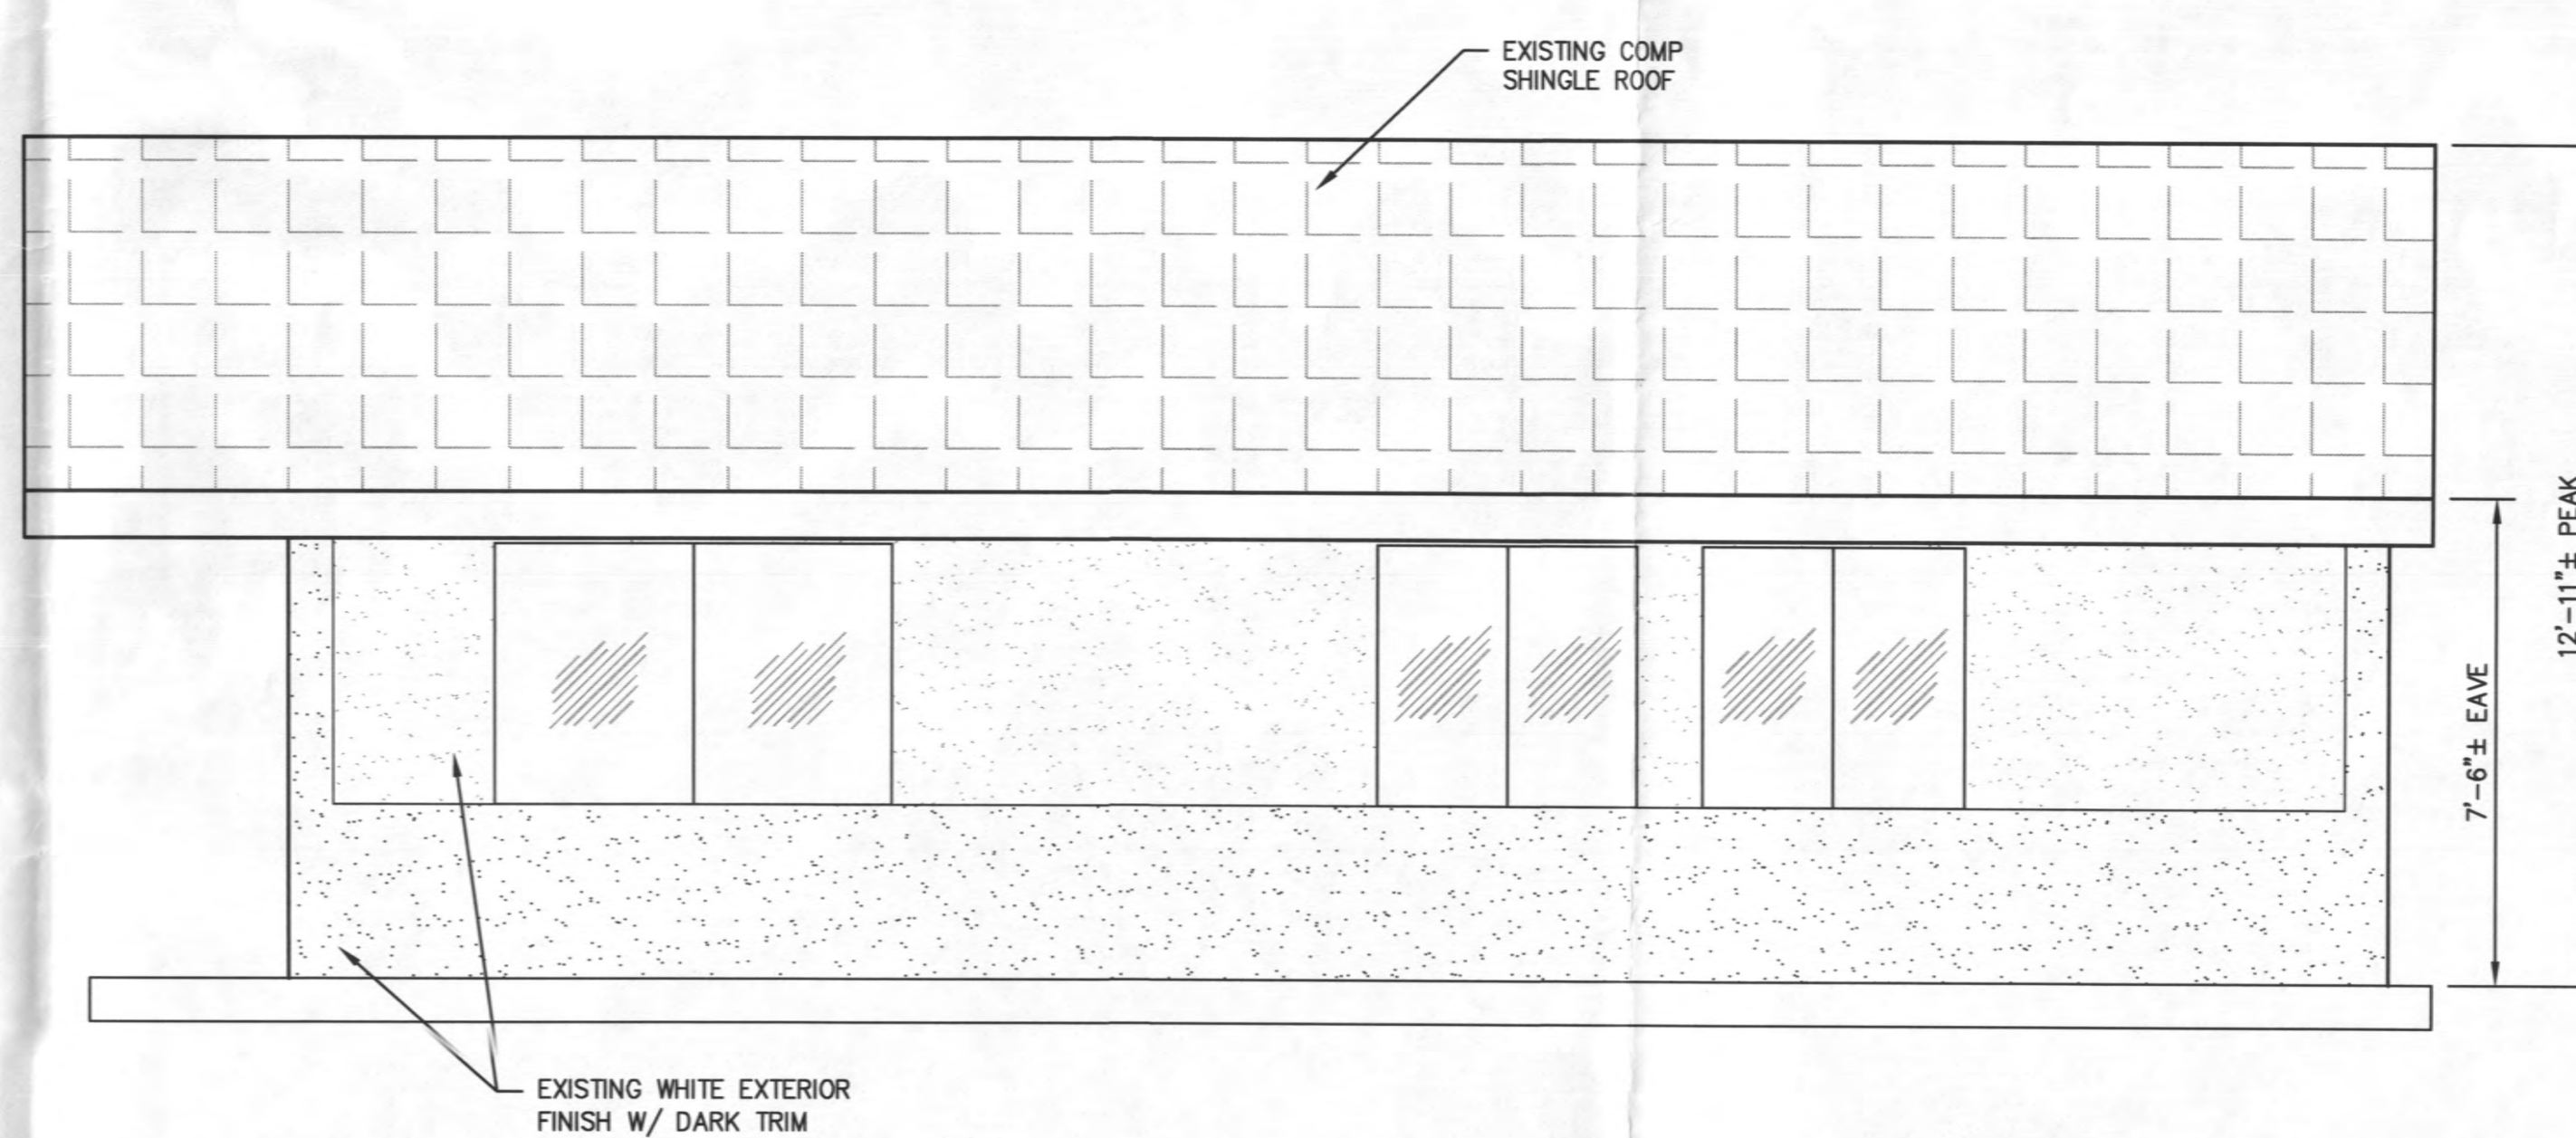 EXISTING COMP
SHINGLE ROOF
12'-11"± PEAK
7'-6"± EAVE
EXISTING WHITE EXTERIOR
FINISH W/ DARK TRIM